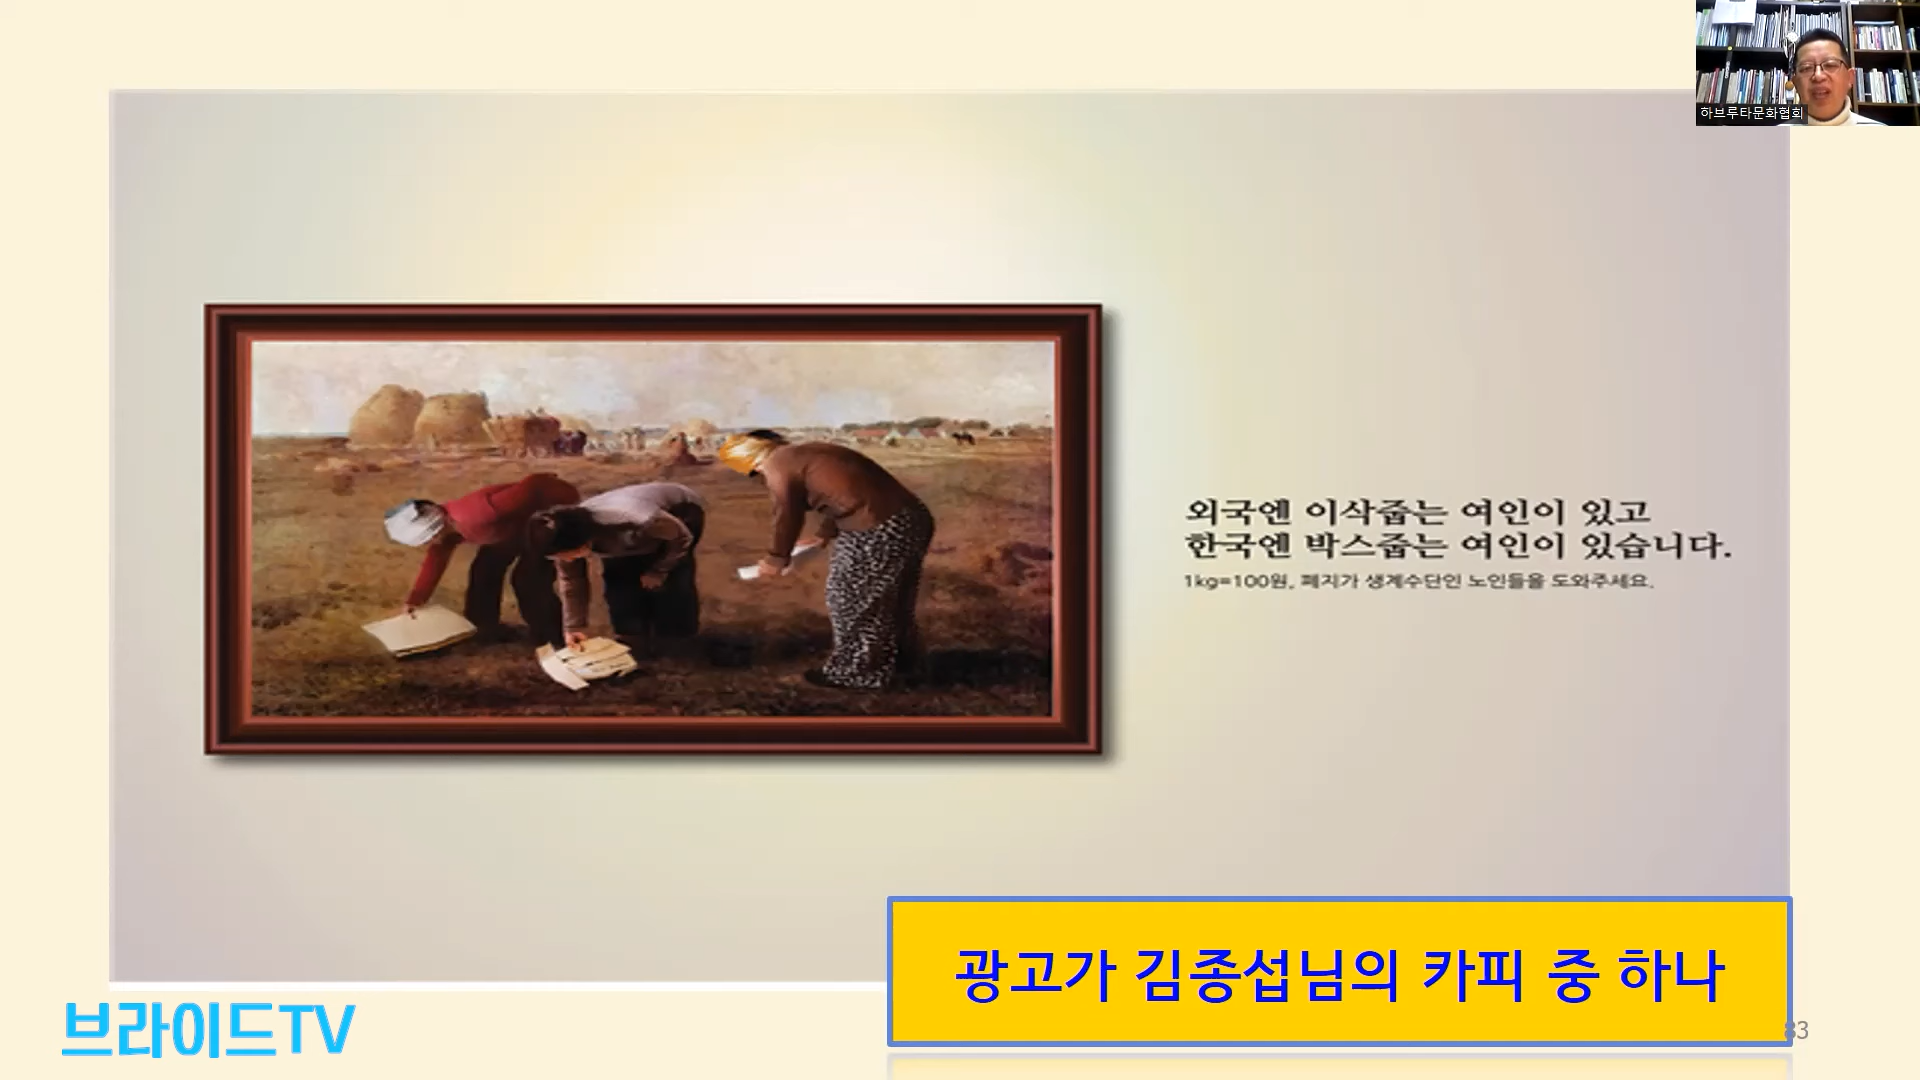 하브루타문화협회
외국엔 이삭줍는 여인이 있고
한국엔 박스줍는 여인이 있습니다.
1kg=100원, 폐지가 생계수단인 노인들을 도와주세요.
광고가 김종섭님의 카피 중 하나
브라이드TV
83